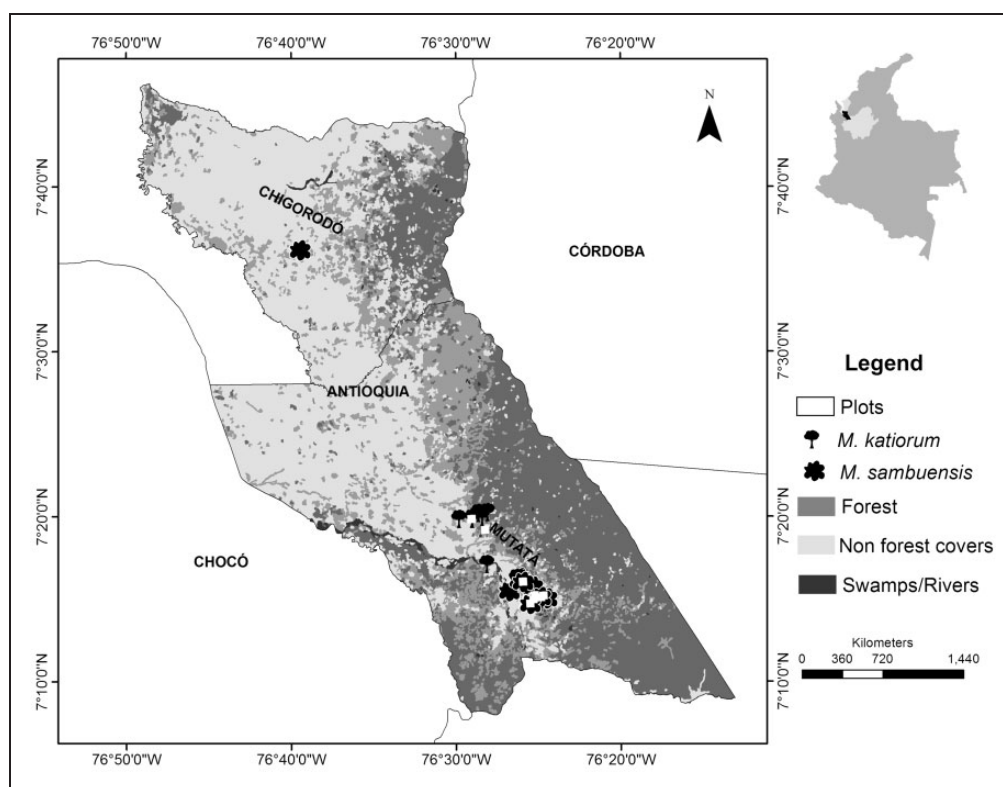 76°50'0"W 76°40'0"W 76°30'0"W 76°20'0"W
N
7°40'0"N 7°40'0"N
CHIGORODÓ
CÓRDOBA
7°30'0"N 7°30'0"N
ANTIOQUIA
Legend
Plots
M. katiorum
M. sambuensis
Forest
Non forest covers
Swamps/Rivers
7°20'0"N 7°20'0"N
MUTATÁ
CHOCÓ
Kilometers
0 360 720 1,440
7°10'0"N 7°10'0"N
76°50'0"W 76°40'0"W 76°30'0"W 76°20'0"W